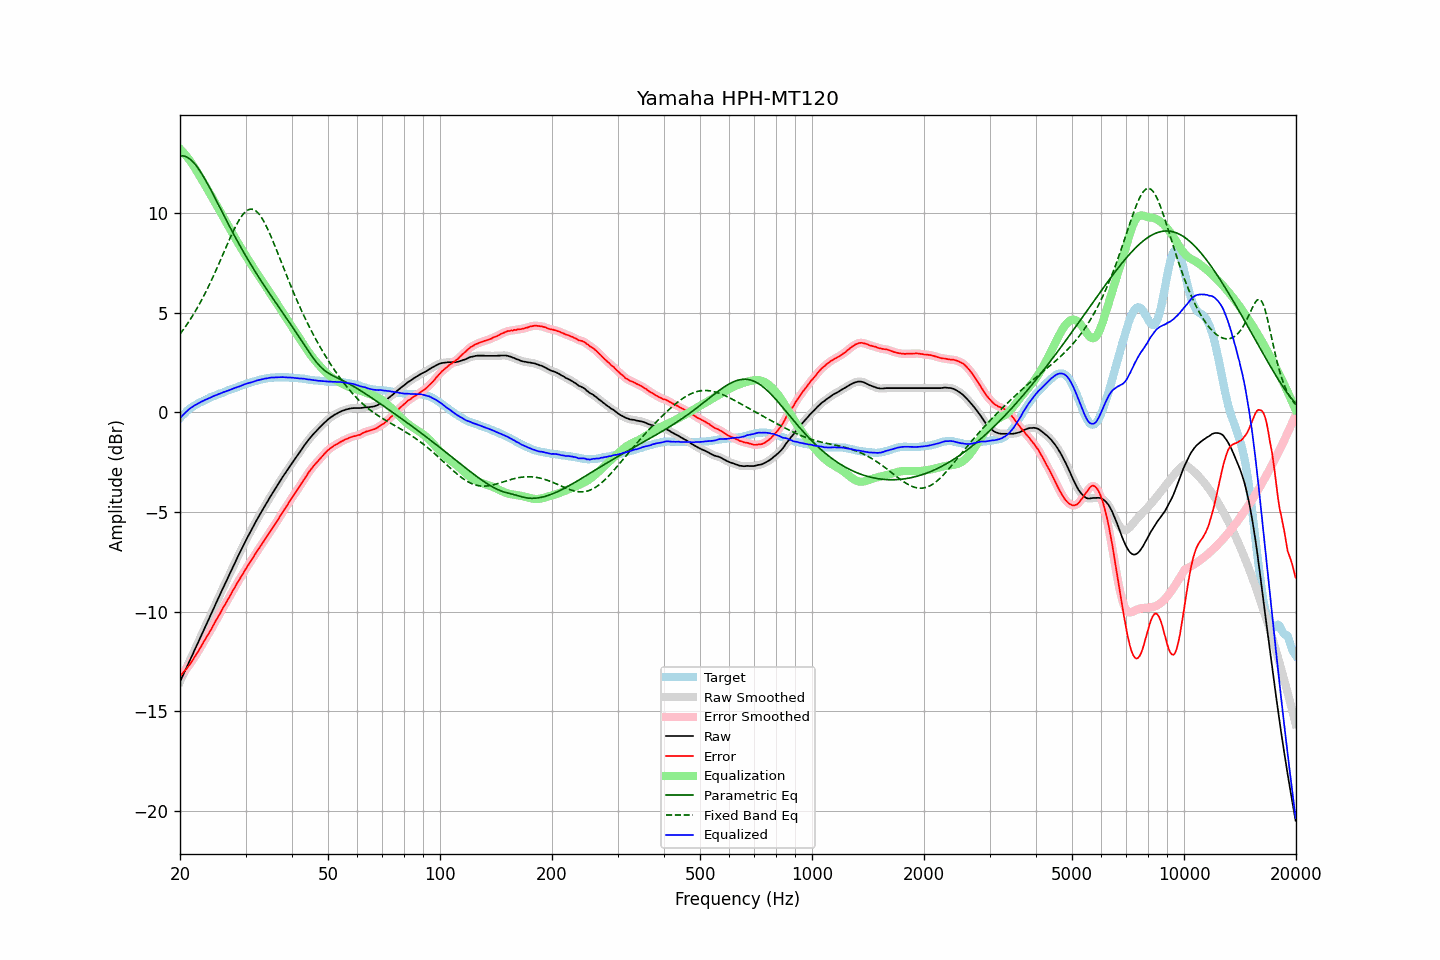 Yamaha HPH-MT120
Amplitude (dBr)
10
5
0
−5
−10
−15
−20
Target
Raw Smoothed
Error Smoothed
Raw
Error
Equalization
Parametric Eq
Fixed Band Eq
Equalized
20
50
100
200
500
1000
2000
5000
10000
20000
Frequency (Hz)